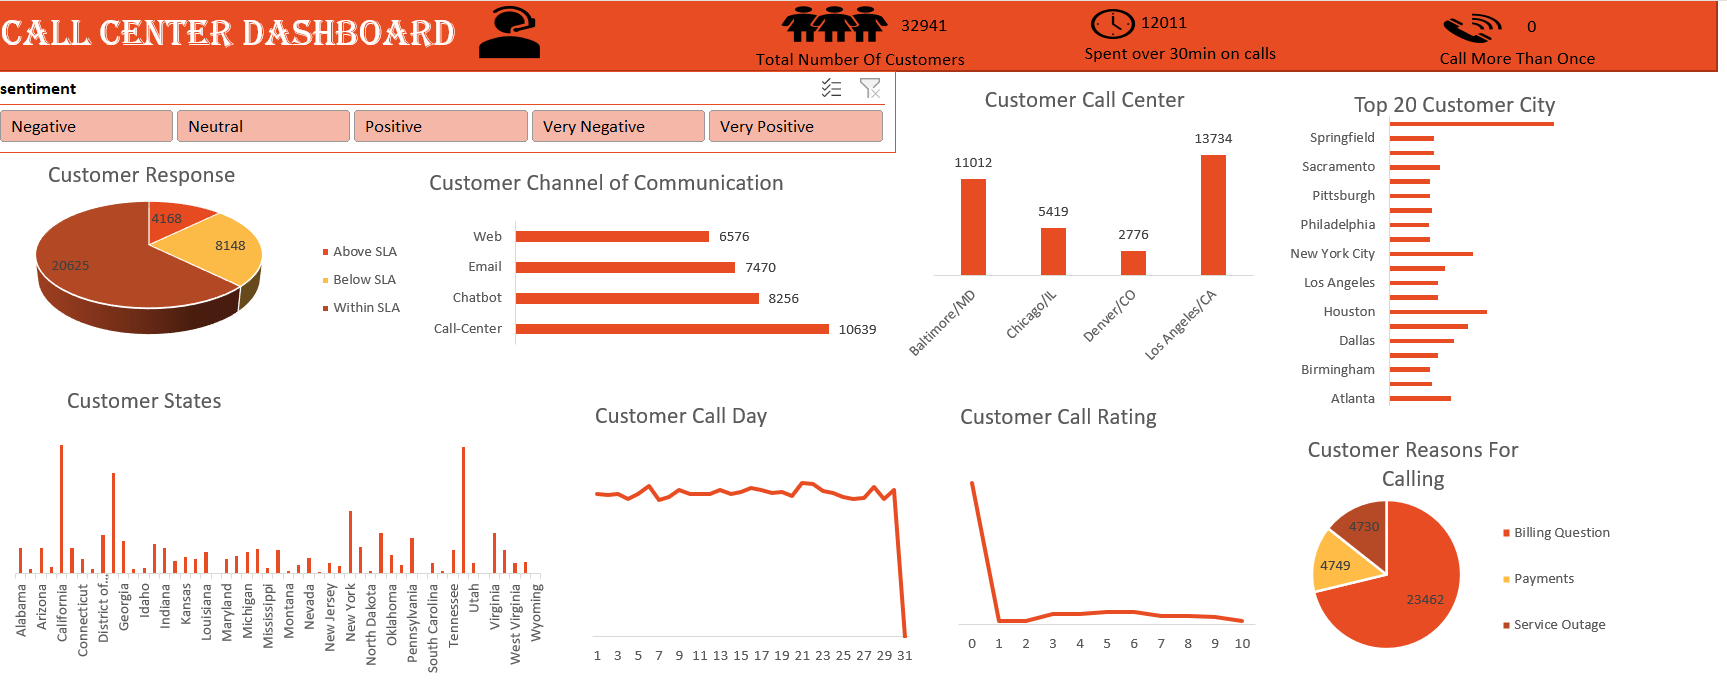 CALL CENTER DASHBOARD
32941
Total Number Of Customers
12011
Spent over 30min on calls
0
Call More Than Once
sentiment
Negative
Neutral
Positive
Very Negative
Very Positive
Customer Response
4168
8148
20625
Above SLA
Below SLA
Within SLA
Customer Channel of Communication
Web
6576
Email
7470
Chatbot
8256
Call-Center
10639
Customer Call Center
11012
5419
2776
13734
Baltimore/MD
Chicago/IL
Denver/CO
Los Angeles/CA
Top 20 Customer City
Springfield
Sacramento
Pittsburgh
Philadelphia
New York City
Los Angeles
Houston
Dallas
Birmingham
Atlanta
Customer States
Alabama
Arizona
California
Connecticut
District of...
Georgia
Idaho
Indiana
Kansas
Louisiana
Maryland
Michigan
Mississippi
Montana
Nevada
New Jersey
New York
North Dakota
Oklahoma
Pennsylvania
South Carolina
Tennessee
Utah
Virginia
West Virginia
Wyoming
Customer Call Day
1 3 5 7 9 11 13 15 17 19 21 23 25 27 29 31
Customer Call Rating
0 1 2 3 4 5 6 7 8 9 10
Customer Reasons For
Calling
4730
4749
23462
Billing Question
Payments
Service Outage